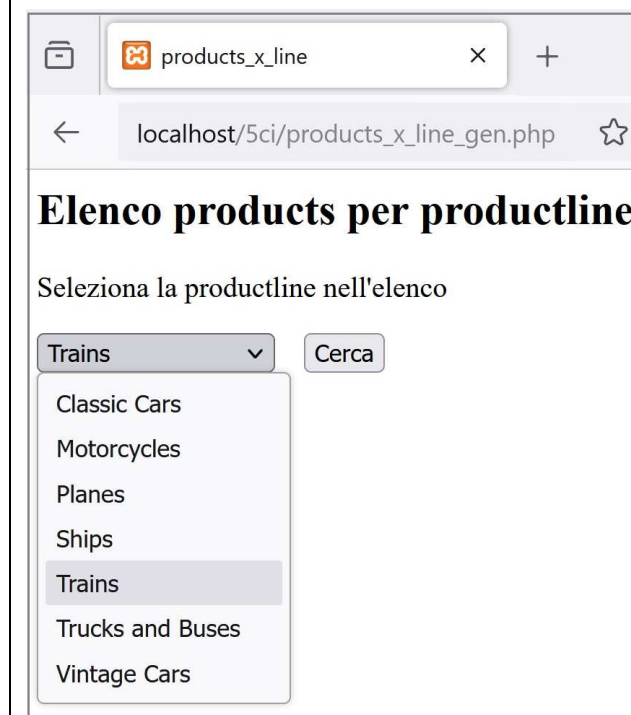 products_x_line
localhost/5ci/products_x_line_gen.php
Elenco products per productline
Seleziona la productline nell'elenco
Trains Cerca
Classic Cars
Motorcycles
Planes
Ships
Trains
Trucks and Buses
Vintage Cars